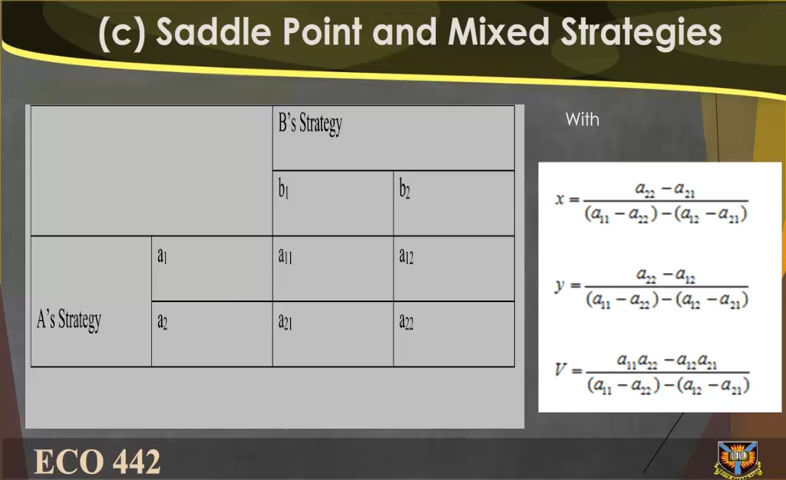 (c) Saddle Point and Mixed Strategies
B's Strategy
b₁ b₂
A's Strategy
a₁ a₁₁ a₁₂
a₂ a₂₁ a₂₂
With
x = (a₂₂ − a₂₁) / ((a₁₁ − a₂₂) − (a₁₂ − a₂₁))
y = (a₂₂ − a₁₂) / ((a₁₁ − a₂₂) − (a₁₂ − a₂₁))
V = (a₁₁a₂₂ − a₁₂a₂₁) / ((a₁₁ − a₂₂) − (a₁₂ − a₂₁))
ECO 442